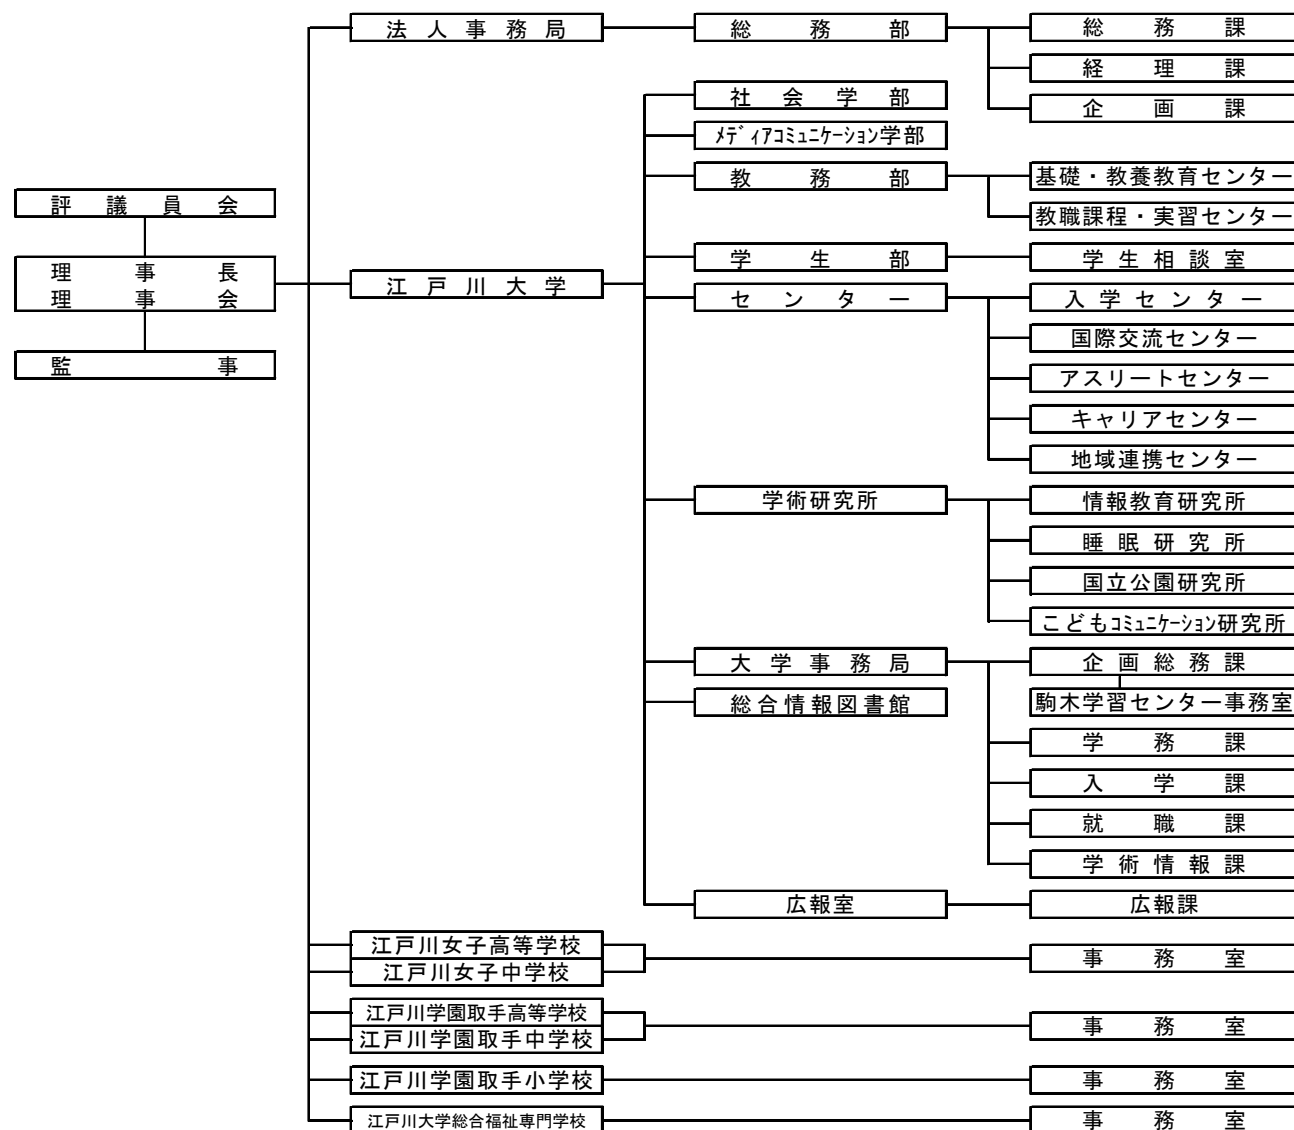 法人事務局 総務部 総務課
経理課
社会学部 企画課
メディアコミュニケーション学部
教務部 基礎・教養教育センター
評議員会 教職課程・実習センター
学生部 学生相談室
理事長
理事会 江戸川大学 センター 入学センター
国際交流センター
監事 アスリートセンター
キャリアセンター
地域連携センター
学術研究所 情報教育研究所
睡眠研究所
国立公園研究所
こどもコミュニケーション研究所
大学事務局 企画総務課
総合情報図書館 駒木学習センター事務室
学務課
入学課
就職課
学術情報課
広報室 広報課
江戸川女子高等学校
江戸川女子中学校 事務室
江戸川学園取手高等学校
江戸川学園取手中学校 事務室
江戸川学園取手小学校 事務室
江戸川大学総合福祉専門学校 事務室